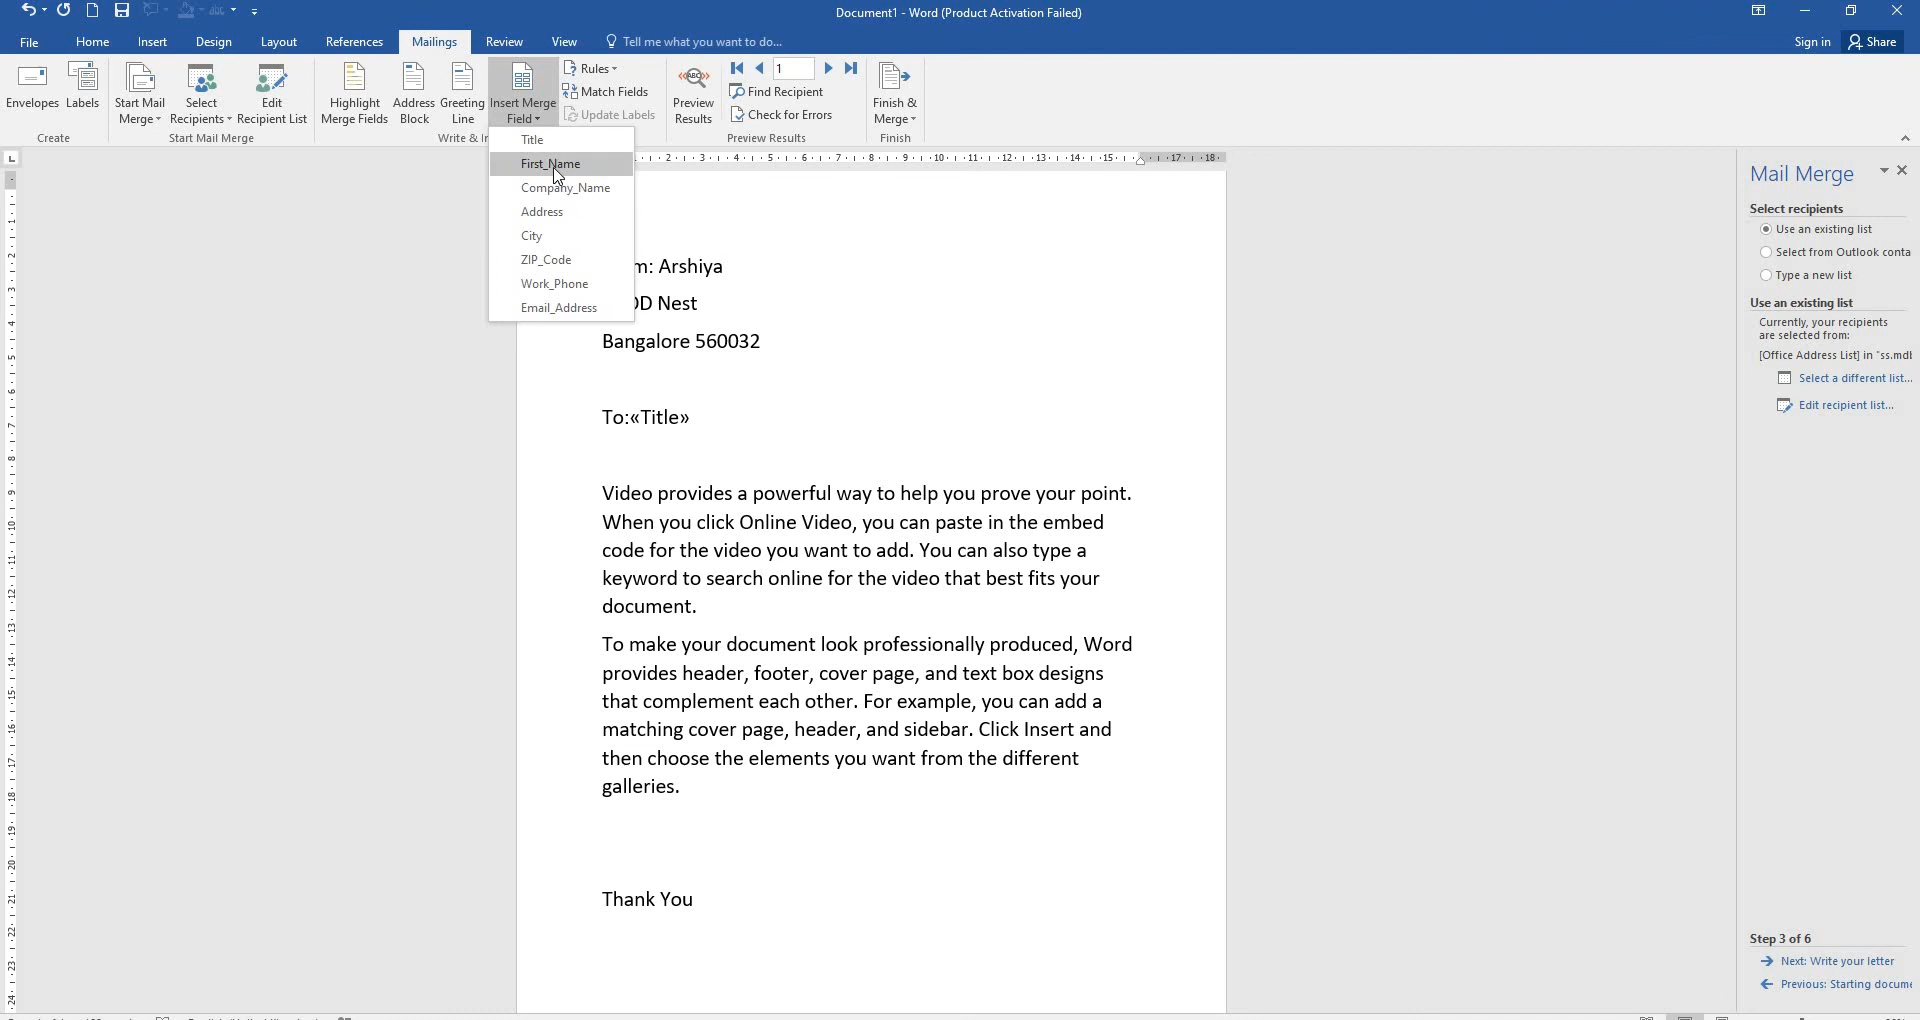 Document1 - Word (Product Activation Failed)
File Home Insert Design Layout References Mailings Review View Tell me what you want to do... Sign in Share
Envelopes Labels Start Mail Merge Select Recipients Edit Recipient List Highlight Merge Fields Address Block Greeting Line Insert Merge Field Rules Match Fields Update Labels Preview Results 1 Find Recipient Check for Errors Finish & Merge
Create Start Mail Merge Write & In Preview Results Finish
Title
First_Name
Company_Name
Address
City
ZIP_Code
Work_Phone
Email_Address
m: Arshiya
OD Nest
Bangalore 560032
To:«Title»
Video provides a powerful way to help you prove your point.
When you click Online Video, you can paste in the embed
code for the video you want to add. You can also type a
keyword to search online for the video that best fits your
document.
To make your document look professionally produced, Word
provides header, footer, cover page, and text box designs
that complement each other. For example, you can add a
matching cover page, header, and sidebar. Click Insert and
then choose the elements you want from the different
galleries.
Thank You
Mail Merge
Select recipients
Use an existing list
Select from Outlook conta
Type a new list
Use an existing list
Currently, your recipients
are selected from:
[Office Address List] in "ss.mdb
Select a different list...
Edit recipient list...
Step 3 of 6
Next: Write your letter
Previous: Starting docume